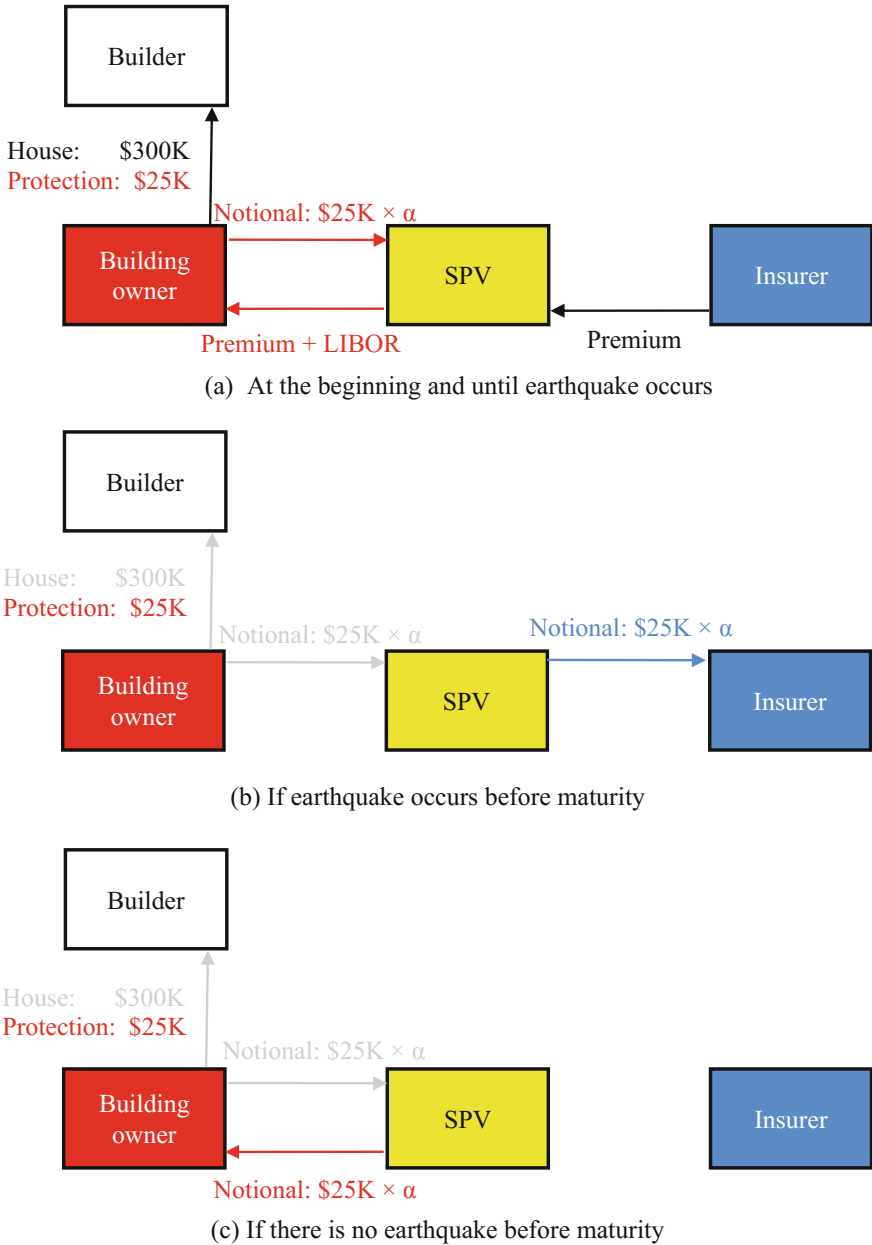 Builder
House: $300K
Protection: $25K
Notional: $25K × α
Building
owner
SPV
Insurer
Premium + LIBOR
Premium
(a) At the beginning and until earthquake occurs
Builder
House: $300K
Protection: $25K
Notional: $25K × α
Notional: $25K × α
Building
owner
SPV
Insurer
(b) If earthquake occurs before maturity
Builder
House: $300K
Protection: $25K
Notional: $25K × α
Building
owner
SPV
Insurer
Notional: $25K × α
(c) If there is no earthquake before maturity